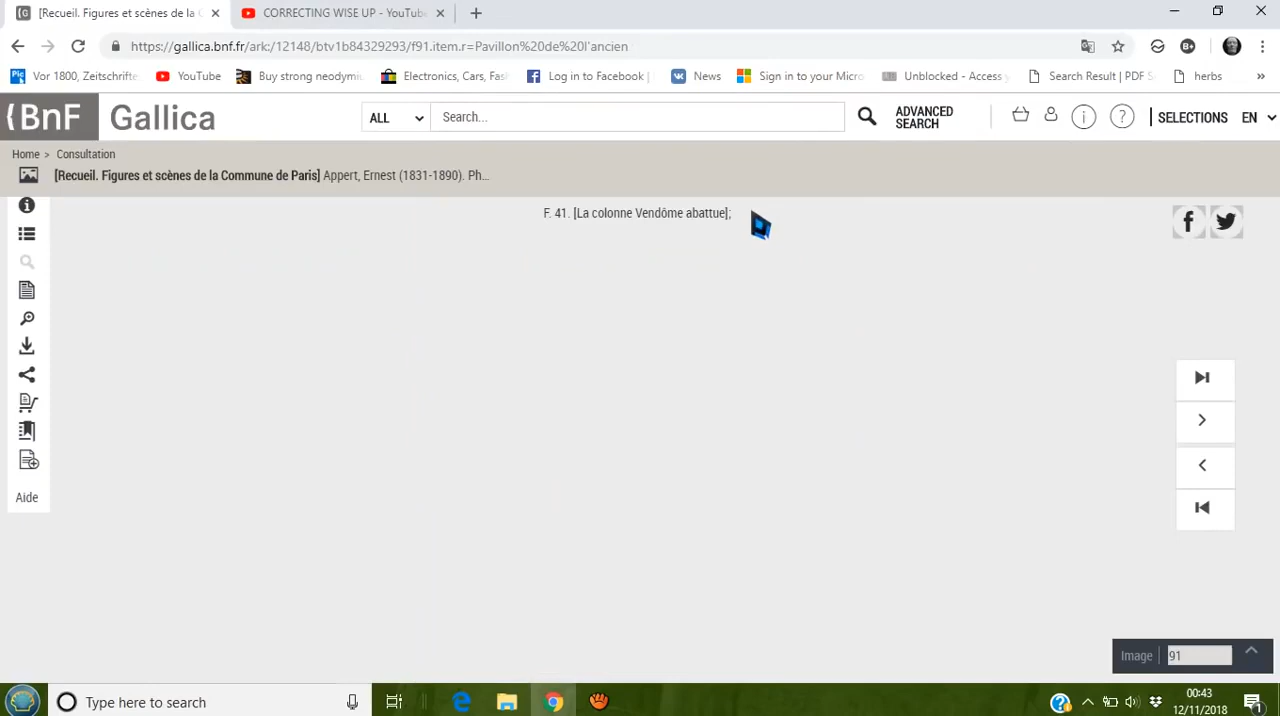 [Recueil. Figures et scènes de la C
CORRECTING WISE UP - YouTube
https://gallica.bnf.fr/ark:/12148/btv1b84329293/f91.item.r=Pavillon%20de%20l'ancien
Vor 1800, Zeitschrifte
YouTube
Buy strong neodymiu
Electronics, Cars, Fas
Log in to Facebook |
News
Sign in to your Micro
Unblocked - Access y
Search Result | PDF S
herbs
»
{BnF Gallica
ALL
Search...
ADVANCED
SEARCH
SELECTIONS
EN
Home > Consultation
[Recueil. Figures et scènes de la Commune de Paris] Appert, Ernest (1831-1890). Ph...
F. 41. [La colonne Vendôme abattue];
Aide
Image 91
Type here to search
00:43
12/11/2018
1